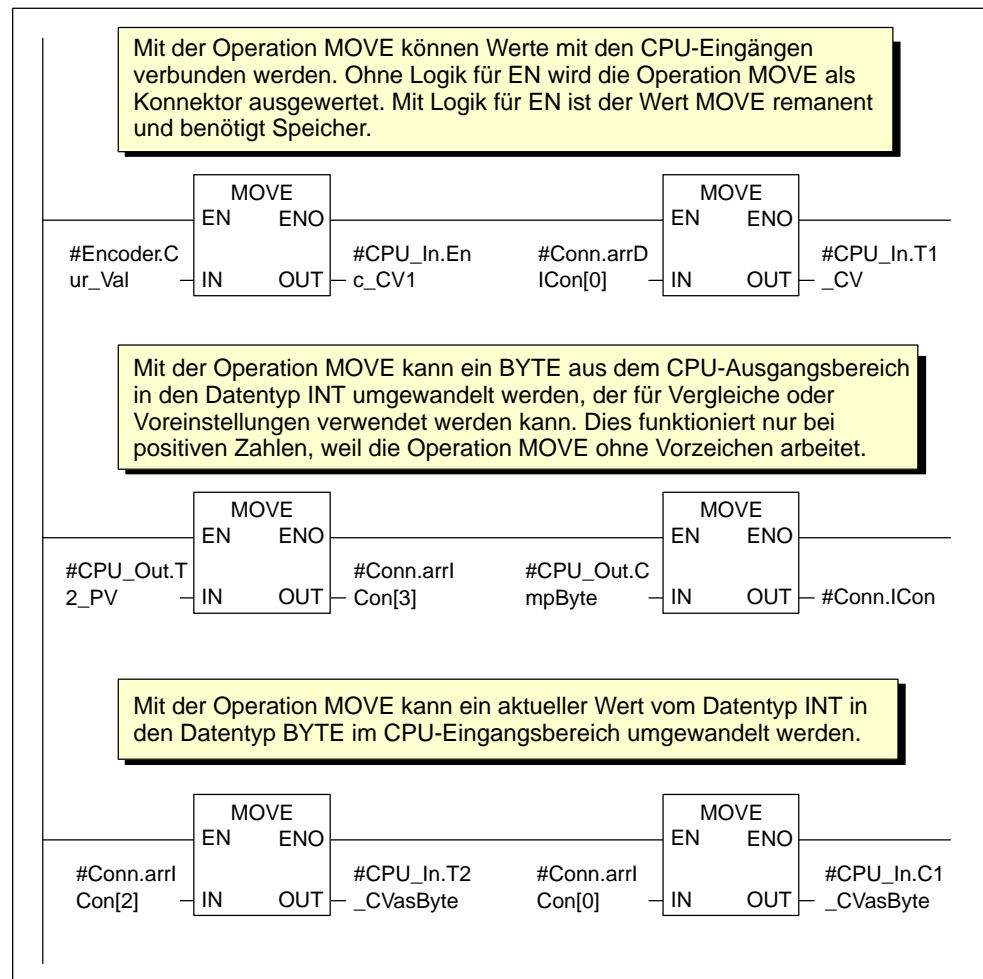 Mit der Operation MOVE können Werte mit den CPU-Eingängen
verbunden werden. Ohne Logik für EN wird die Operation MOVE als
Konnektor ausgewertet. Mit Logik für EN ist der Wert MOVE remanent
und benötigt Speicher.
MOVE MOVE
EN ENO EN ENO
#Encoder.C #CPU_In.En #Conn.arrD #CPU_In.T1
ur_Val IN OUT c_CV1 ICon[0] IN OUT _CV
Mit der Operation MOVE kann ein BYTE aus dem CPU-Ausgangsbereich
in den Datentyp INT umgewandelt werden, der für Vergleiche oder
Voreinstellungen verwendet werden kann. Dies funktioniert nur bei
positiven Zahlen, weil die Operation MOVE ohne Vorzeichen arbeitet.
MOVE MOVE
EN ENO EN ENO
#CPU_Out.T #Conn.arrI #CPU_Out.C
2_PV IN OUT Con[3] mpByte IN OUT #Conn.ICon
Mit der Operation MOVE kann ein aktueller Wert vom Datentyp INT in
den Datentyp BYTE im CPU-Eingangsbereich umgewandelt werden.
MOVE MOVE
EN ENO EN ENO
#Conn.arrI #CPU_In.T2 #Conn.arrI #CPU_In.C1
Con[2] IN OUT _CVasByte Con[0] IN OUT _CVasByte